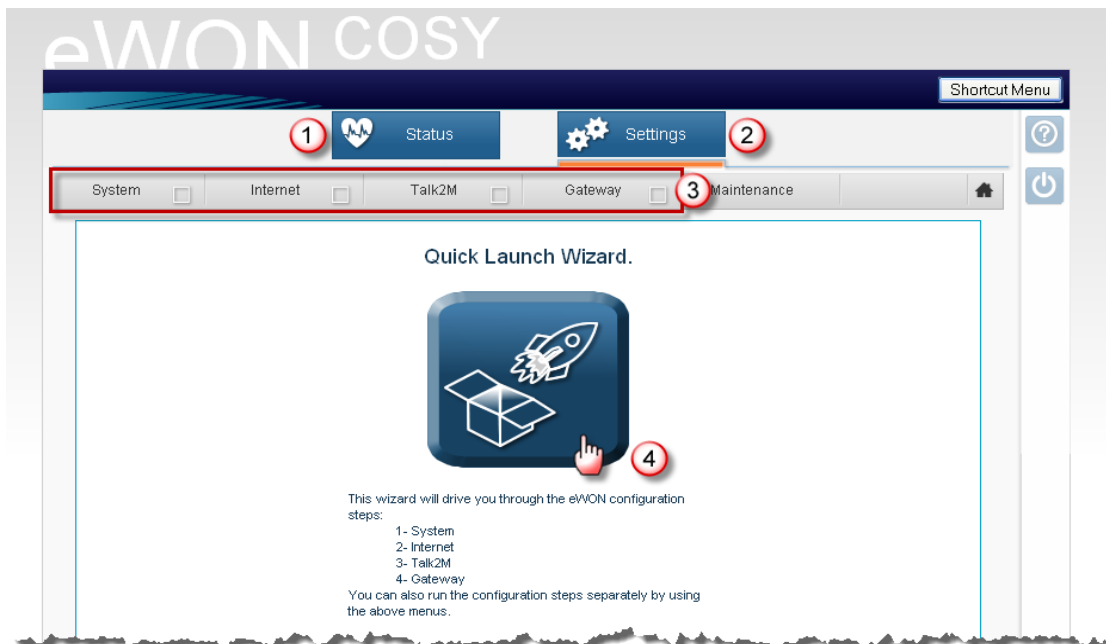 eWON COSY
Shortcut Menu
1 Status Settings 2
System Internet Talk2M Gateway 3 Maintenance
Quick Launch Wizard.
4
This wizard will drive you through the eWON configuration
steps:
1- System
2- Internet
3- Talk2M
4- Gateway
You can also run the configuration steps separately by using
the above menus.